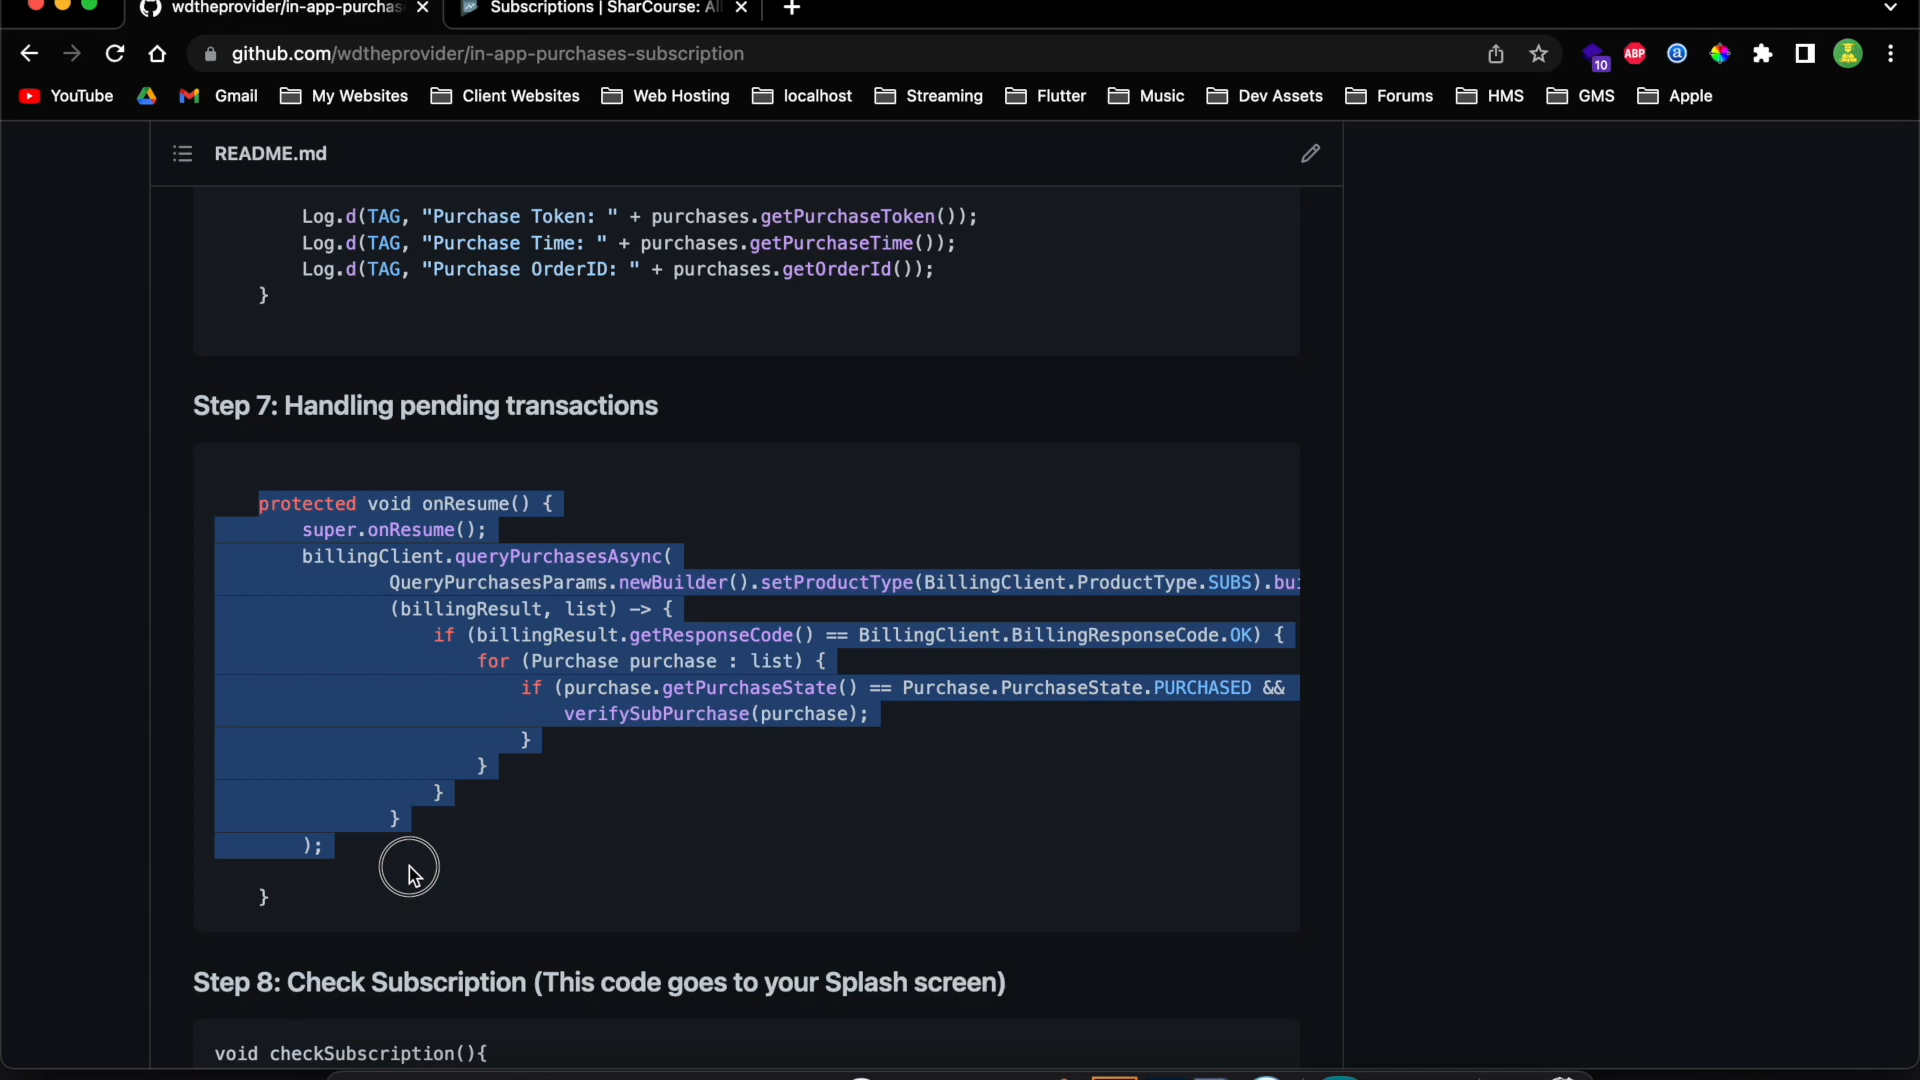 wdtheprovider/in-app-purchas
Subscriptions | SharCourse: Al
github.com/wdtheprovider/in-app-purchases-subscription
ABP
a
10
YouTube
Gmail
My Websites
Client Websites
Web Hosting
localhost
Streaming
Flutter
Music
Dev Assets
Forums
HMS
GMS
Apple
README.md
Log.d(TAG, "Purchase Token: " + purchases.getPurchaseToken());
Log.d(TAG, "Purchase Time: " + purchases.getPurchaseTime());
Log.d(TAG, "Purchase OrderID: " + purchases.getOrderId());
}
Step 7: Handling pending transactions
protected void onResume() {
super.onResume();
billingClient.queryPurchasesAsync(
QueryPurchasesParams.newBuilder().setProductType(BillingClient.ProductType.SUBS).bui
(billingResult, list) -> {
if (billingResult.getResponseCode() == BillingClient.BillingResponseCode.OK) {
for (Purchase purchase : list) {
if (purchase.getPurchaseState() == Purchase.PurchaseState.PURCHASED &&
verifySubPurchase(purchase);
}
}
}
}
);
}
Step 8: Check Subscription (This code goes to your Splash screen)
void checkSubscription(){